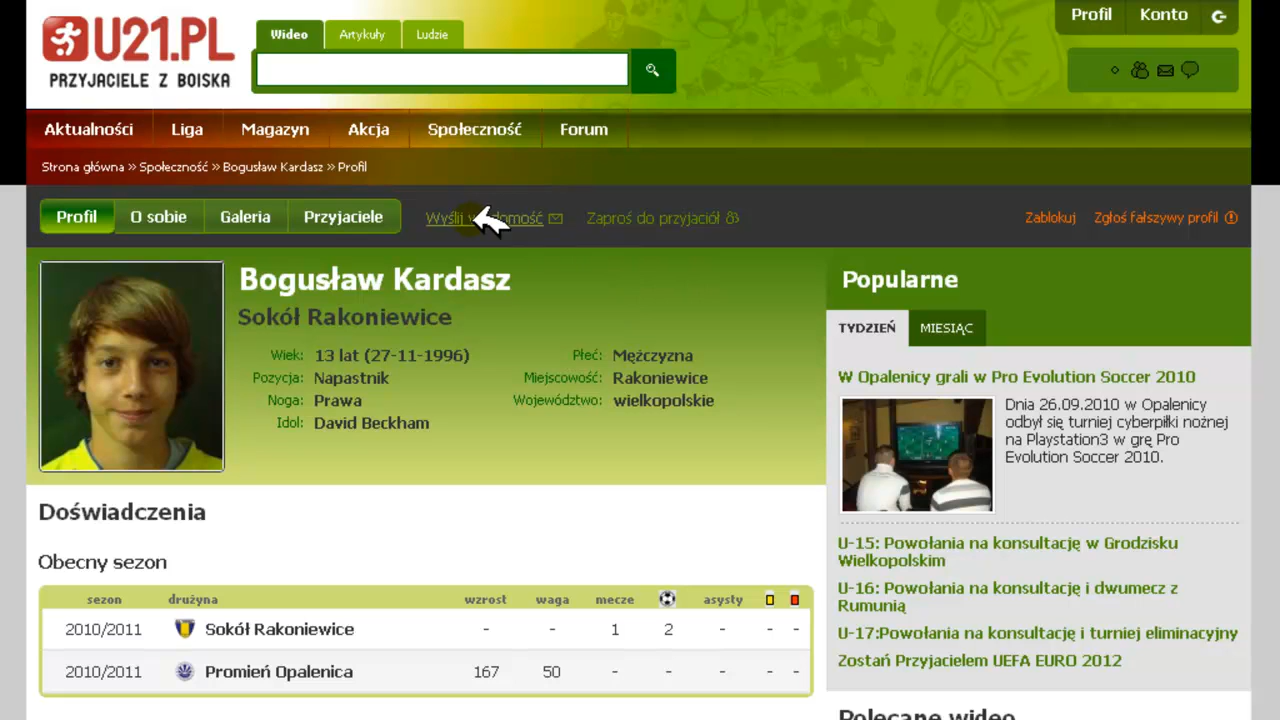 U21.PL
PRZYJACIELE Z BOISKA
Wideo Artykuły Ludzie
Profil Konto
Aktualności Liga Magazyn Akcja Społeczność Forum
Strona główna » Społeczność » Bogusław Kardasz » Profil
Profil O sobie Galeria Przyjaciele Wyślij Zaproś do przyjaciół Zablokuj Zgłoś fałszywy profil
Bogusław Kardasz
Sokół Rakoniewice
Wiek: 13 lat (27-11-1996) Płeć: Mężczyzna
Pozycja: Napastnik Miejscowość: Rakoniewice
Noga: Prawa Województwo: wielkopolskie
Idol: David Beckham
Doświadczenia
Obecny sezon
sezon drużyna wzrost waga mecze asysty
2010/2011 Sokół Rakoniewice - - 1 2 - - -
2010/2011 Promień Opalenica 167 50 - - - - -
Popularne
TYDZIEŃ MIESIĄC
W Opalenicy grali w Pro Evolution Soccer 2010
Dnia 26.09.2010 w Opalenicy
odbył się turniej cyberpiłki nożnej
na Playstation3 w grę Pro
Evolution Soccer 2010.
U-15: Powołania na konsultację w Grodzisku
Wielkopolskim
U-16: Powołania na konsultację i dwumecz z
Rumunią
U-17:Powołania na konsultację i turniej eliminacyjny
Zostań Przyjacielem UEFA EURO 2012
Polecane wideo